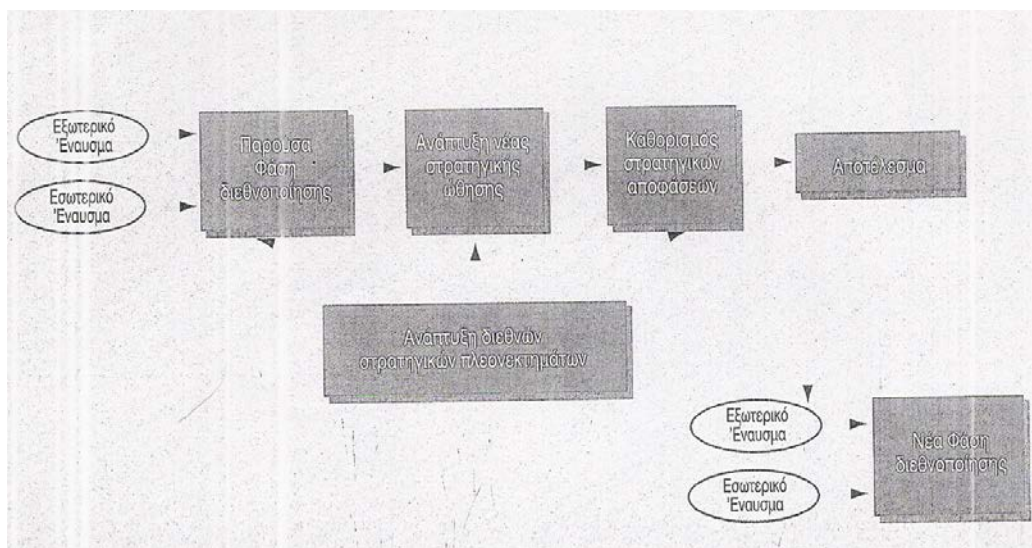 Εξωτερικό
Έναυσμα
Εσωτερικό
Έναυσμα
Παρούσα
Φάση
διεθνοποίησης
Ανάπτυξη νέας
στρατηγικής
ώθησης
Καθορισμός
στρατηγικών
αποφάσεων
Αποτέλεσμα
Ανάπτυξη διεθνών
στρατηγικών πλεονεκτημάτων
Εξωτερικό
Έναυσμα
Εσωτερικό
Έναυσμα
Νέα Φάση
διεθνοποίησης